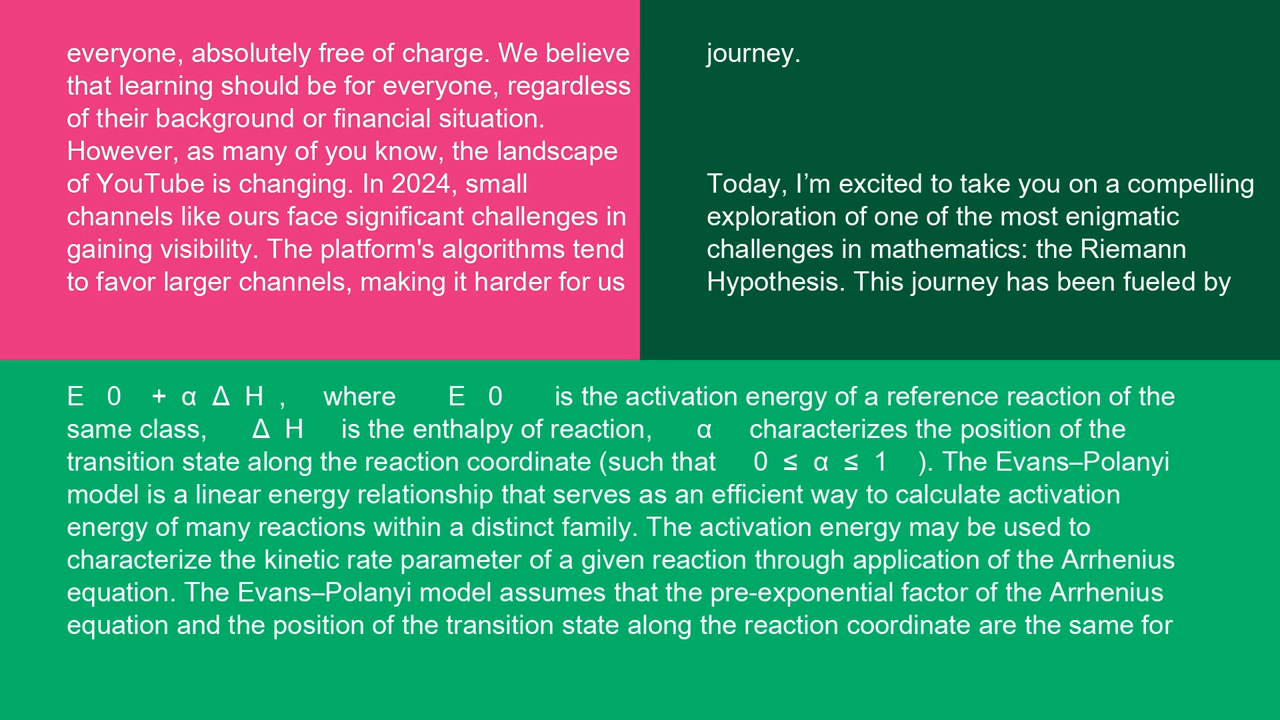 everyone, absolutely free of charge. We believe
that learning should be for everyone, regardless
of their background or financial situation.
However, as many of you know, the landscape
of YouTube is changing. In 2024, small
channels like ours face significant challenges in
gaining visibility. The platform's algorithms tend
to favor larger channels, making it harder for us
journey.
Today, I’m excited to take you on a compelling
exploration of one of the most enigmatic
challenges in mathematics: the Riemann
Hypothesis. This journey has been fueled by
E 0 + α Δ H , where E 0 is the activation energy of a reference reaction of the
same class, Δ H is the enthalpy of reaction, α characterizes the position of the
transition state along the reaction coordinate (such that 0 ≤ α ≤ 1 ). The Evans–Polanyi
model is a linear energy relationship that serves as an efficient way to calculate activation
energy of many reactions within a distinct family. The activation energy may be used to
characterize the kinetic rate parameter of a given reaction through application of the Arrhenius
equation. The Evans–Polanyi model assumes that the pre-exponential factor of the Arrhenius
equation and the position of the transition state along the reaction coordinate are the same for